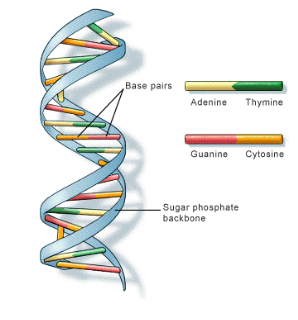 Base pairs
Adenine Thymine
Guanine Cytosine
Sugar phosphate
backbone